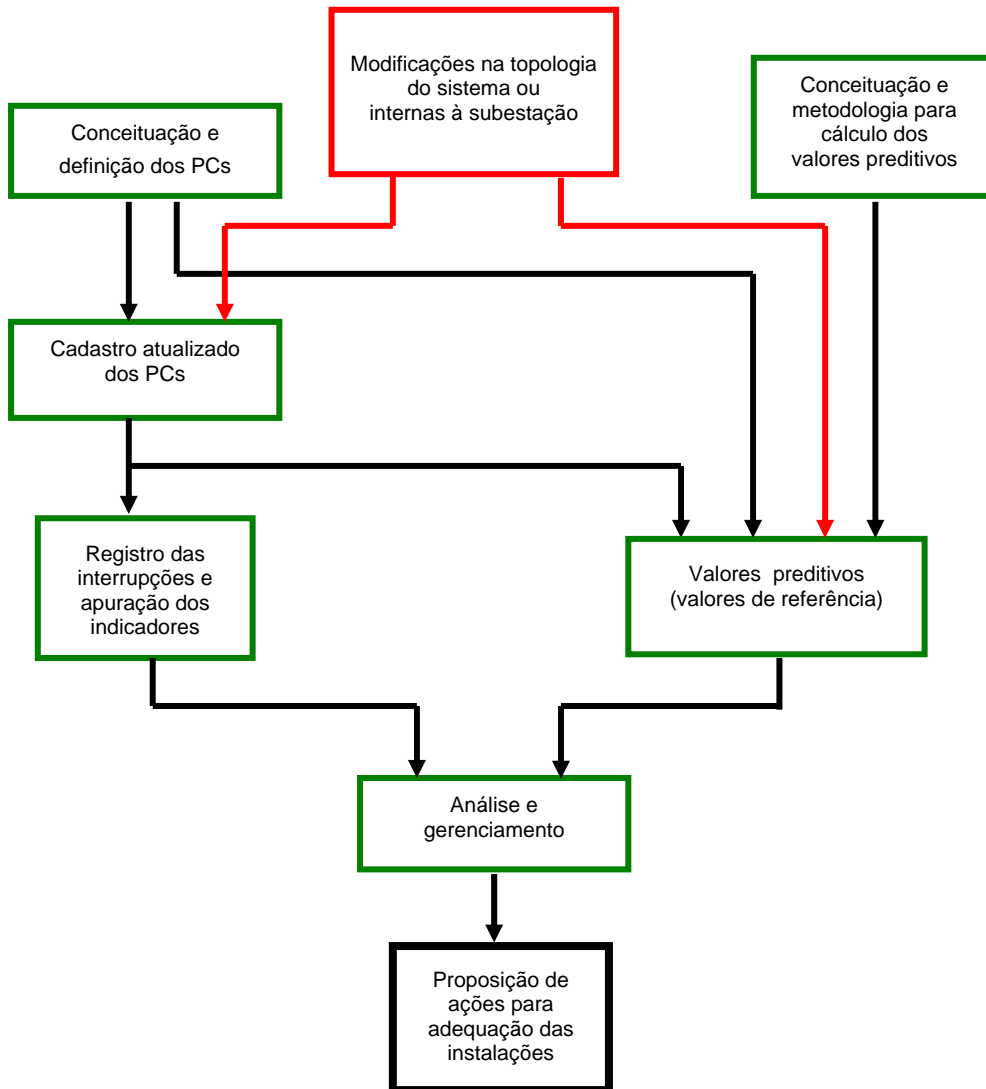 Modificações na topologia
do sistema ou
internas à subestação
Conceituação e
definição dos PCs
Conceituação e
metodologia para
cálculo dos
valores preditivos
Cadastro atualizado
dos PCs
Registro das
interrupções e
apuração dos
indicadores
Valores preditivos
(valores de referência)
Análise e
gerenciamento
Proposição de
ações para
adequação das
instalações